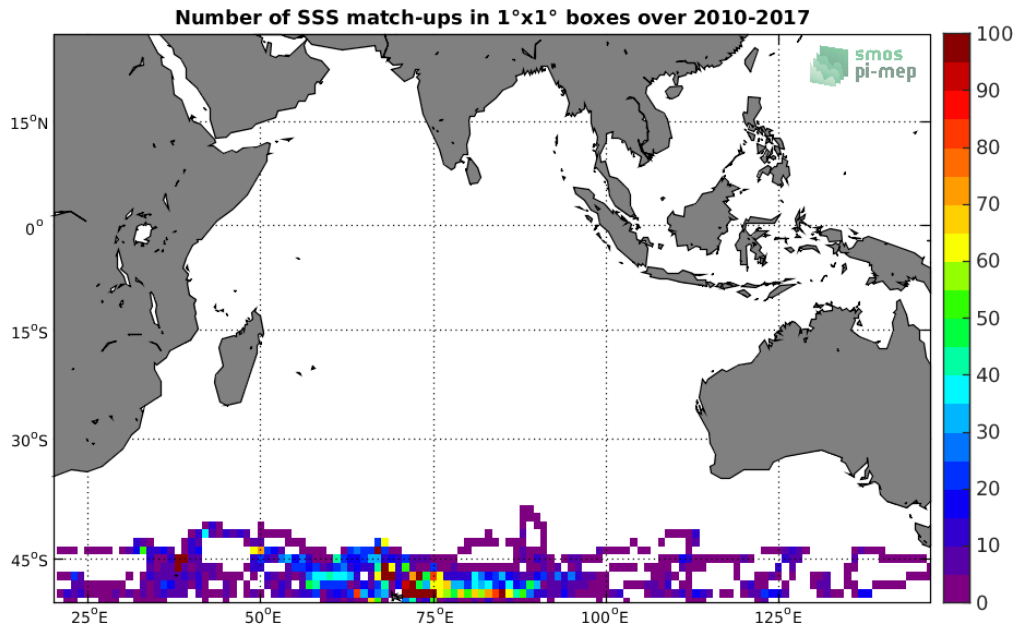 Number of SSS match-ups in 1°x1° boxes over 2010-2017
smos
pi-mep
100
90
80
70
60
50
40
30
20
10
0
15°N
0°
15°S
30°S
45°S
25°E
50°E
75°E
100°E
125°E